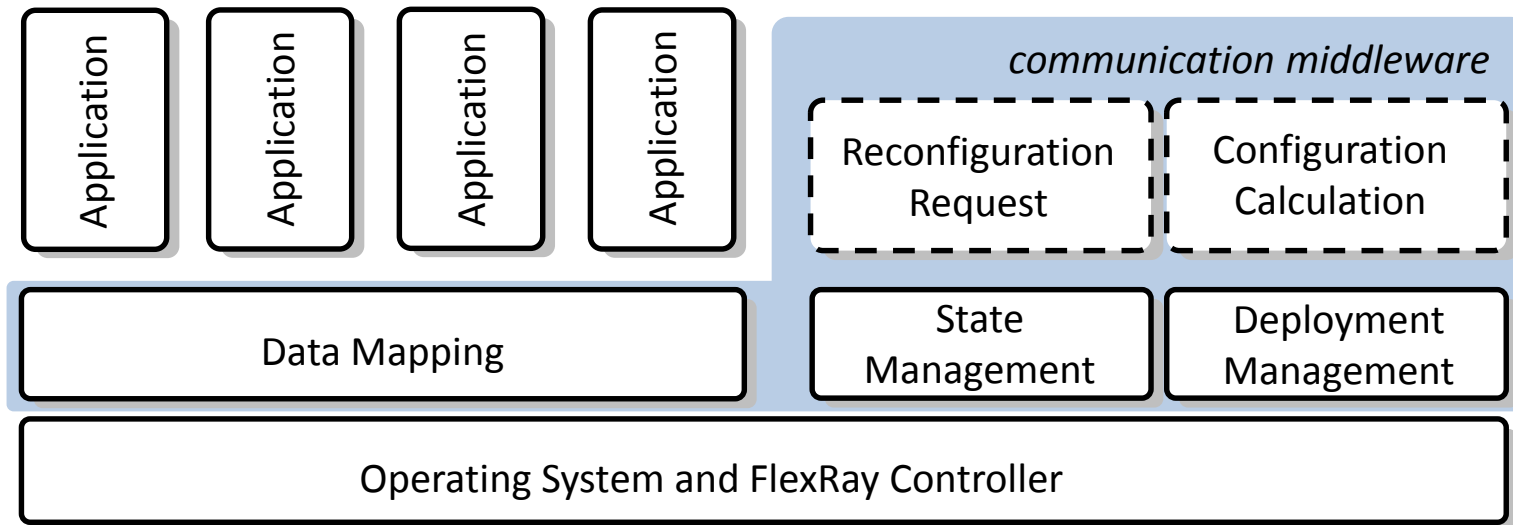 Application
Application
Application
Application
communication middleware
Reconfiguration
Request
Configuration
Calculation
Data Mapping
State
Management
Deployment
Management
Operating System and FlexRay Controller